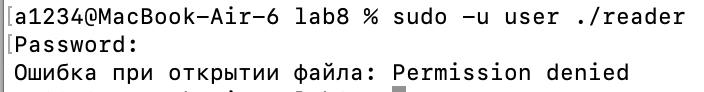 [a1234@MacBook-Air-6 lab8 % sudo -u user ./reader
[Password:
Ошибка при открытии файла: Permission denied